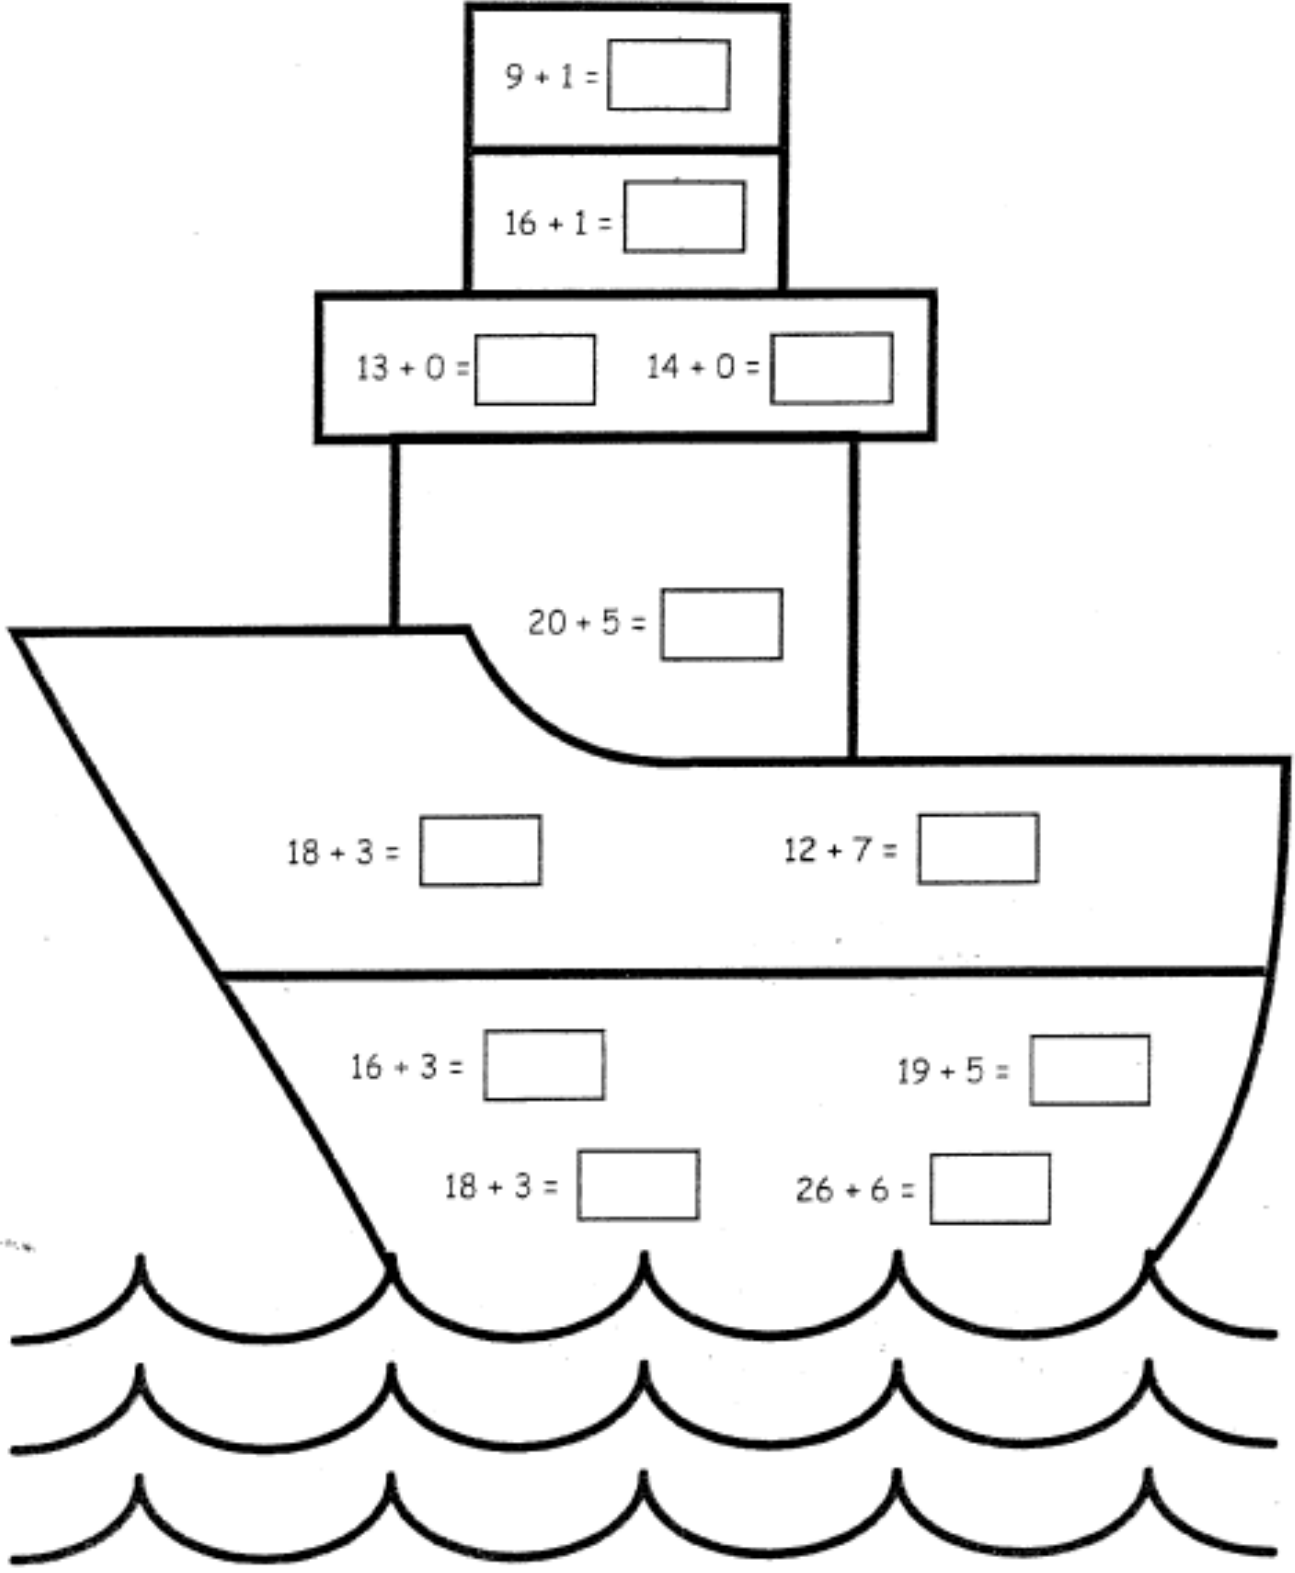 9 + 1 =
16 + 1 =
13 + 0 = 14 + 0 =
20 + 5 =
18 + 3 = 12 + 7 =
16 + 3 = 19 + 5 =
18 + 3 = 26 + 6 =